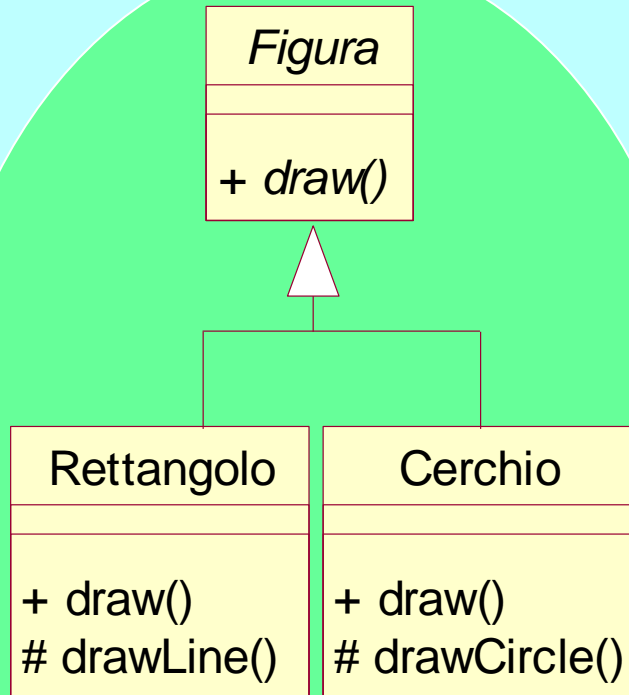 Figura
+ draw()
Rettangolo
+ draw()
# drawLine()
Cerchio
+ draw()
# drawCircle()